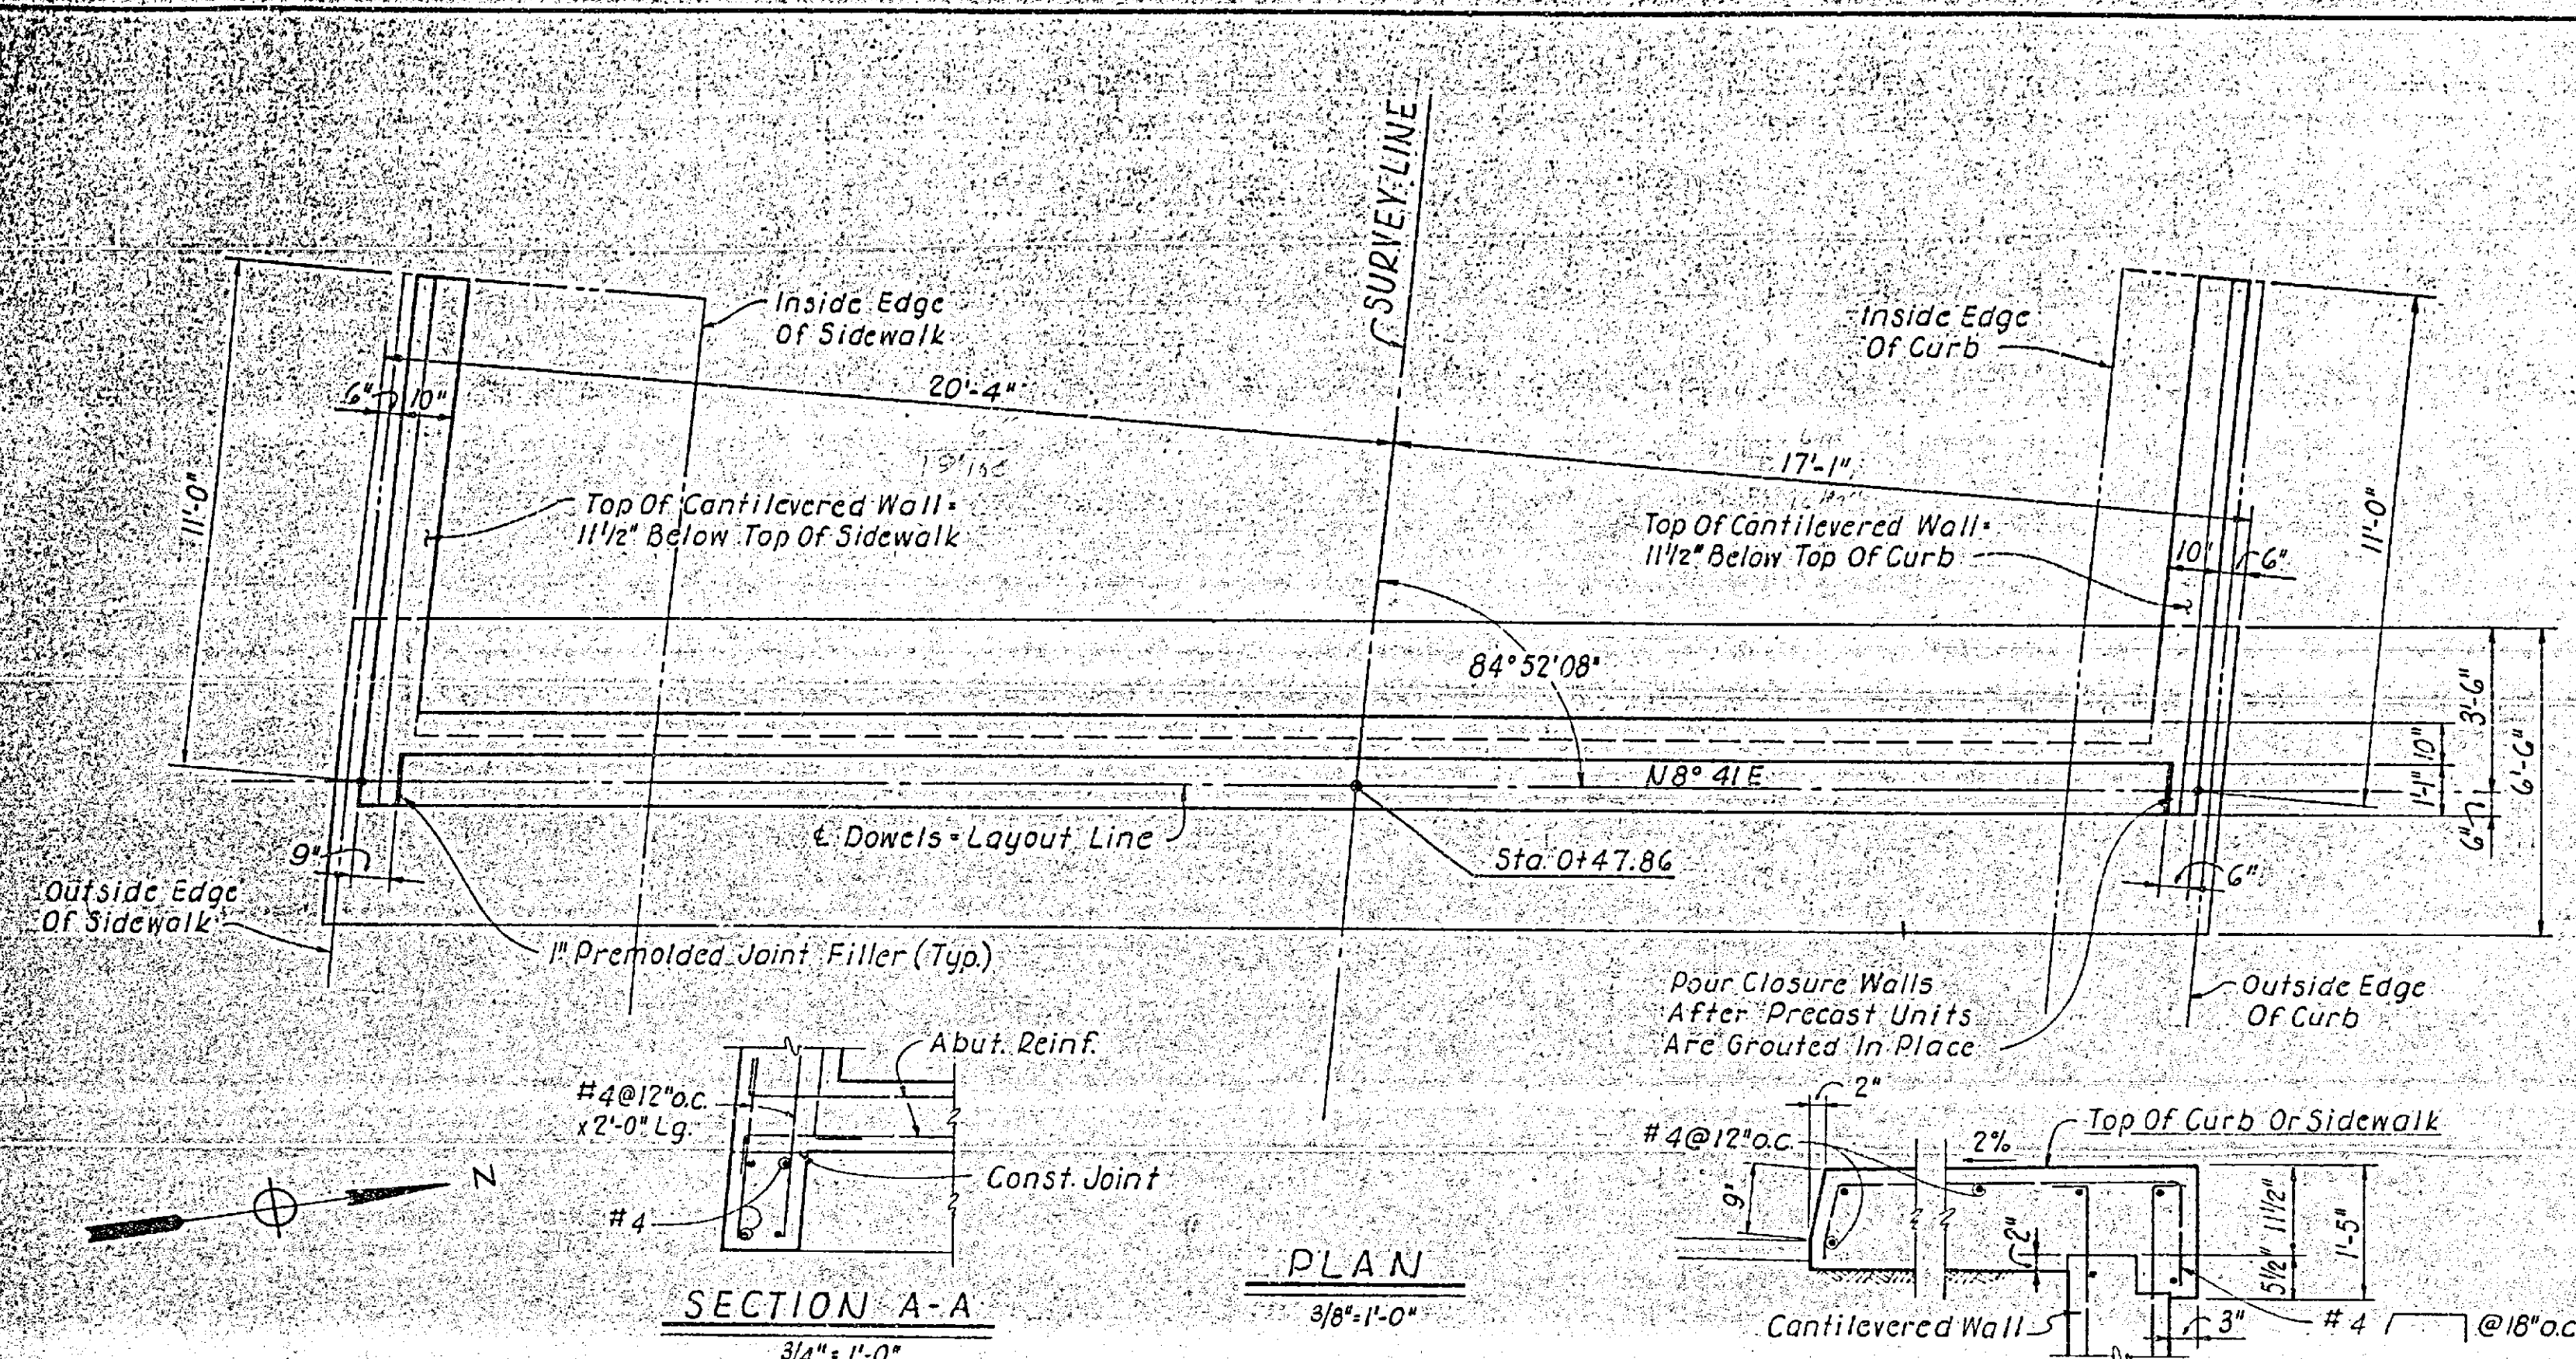 SURVEY LINE
Inside Edge
Of Sidewalk
Inside Edge
Of Curb
20'-4"
17'-1"
6"
10"
11'-0"
Top Of Cantilevered Wall =
11 1/2" Below Top Of Sidewalk
Top Of Cantilevered Wall =
11 1/2" Below Top Of Curb
10"
6"
11'-0"
84°52'08"
N8° 41 E
3'-6"
10"
1'-1"
6"
6'-6"
℄ Dowels = Layout Line
Sta. 0+47.86
9"
6"
Outside Edge
Of Sidewalk
1" Premolded Joint Filler (Typ.)
Pour Closure Walls
After Precast Units
Are Grouted In Place
Outside Edge
Of Curb
Abut. Reinf.
#4@12"o.c.
x2'-0" Lg.
Const. Joint
#4
N
SECTION A-A
3/4"=1'-0"
PLAN
3/8"=1'-0"
2"
#4@12"o.c.
2%
Top Of Curb Or Sidewalk
9"
2"
11 1/2"
5 1/2"
1'-5"
Cantilevered Wall
3"
#4
@18"o.c.